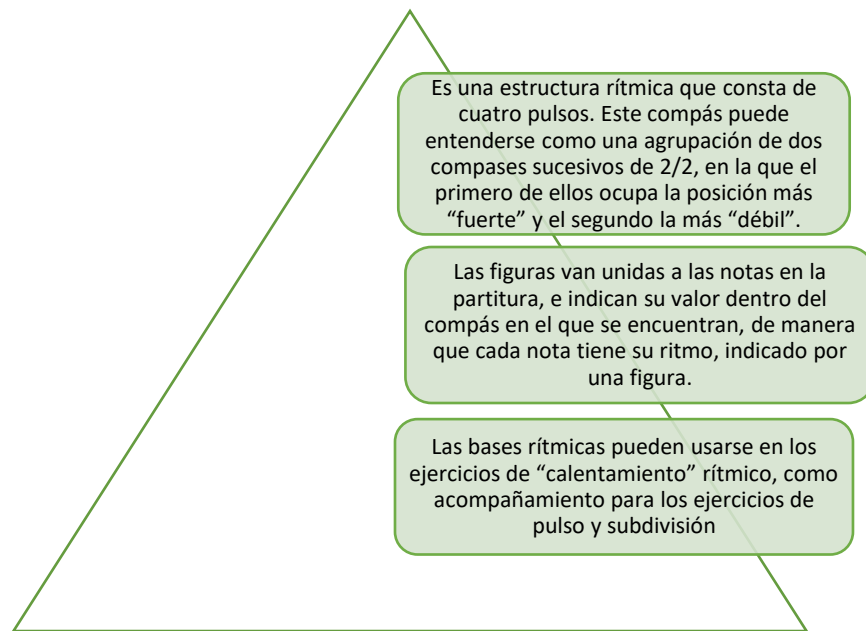 Es una estructura rítmica que consta de
cuatro pulsos. Este compás puede
entenderse como una agrupación de dos
compases sucesivos de 2/2, en la que el
primero de ellos ocupa la posición más
“fuerte” y el segundo la más “débil”.
Las figuras van unidas a las notas en la
partitura, e indican su valor dentro del
compás en el que se encuentran, de manera
que cada nota tiene su ritmo, indicado por
una figura.
Las bases rítmicas pueden usarse en los
ejercicios de “calentamiento” rítmico, como
acompañamiento para los ejercicios de
pulso y subdivisión